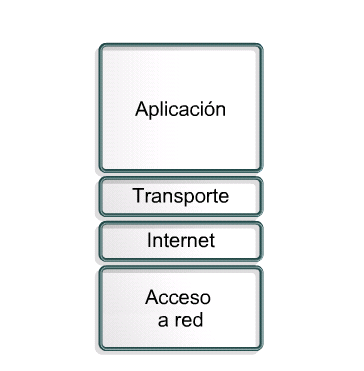 Aplicación
Transporte
Internet
Acceso
a red